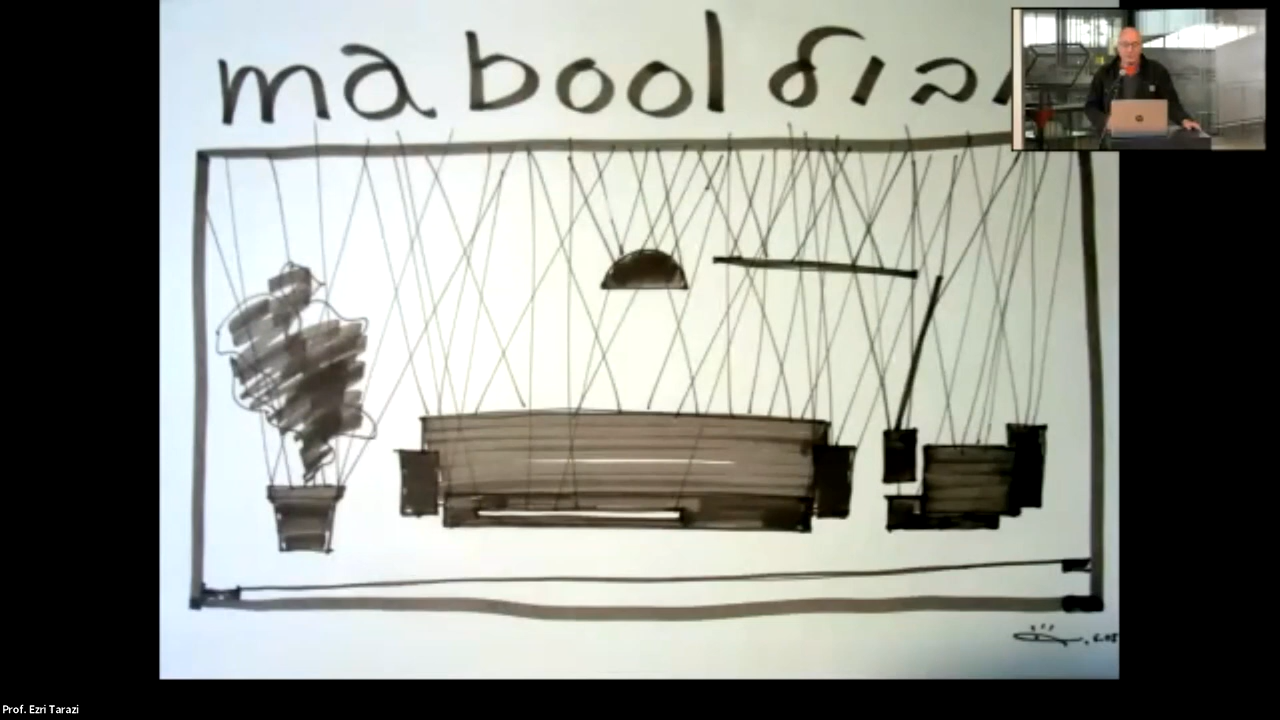 ma bool מבול
Prof. Ezri Tarazi